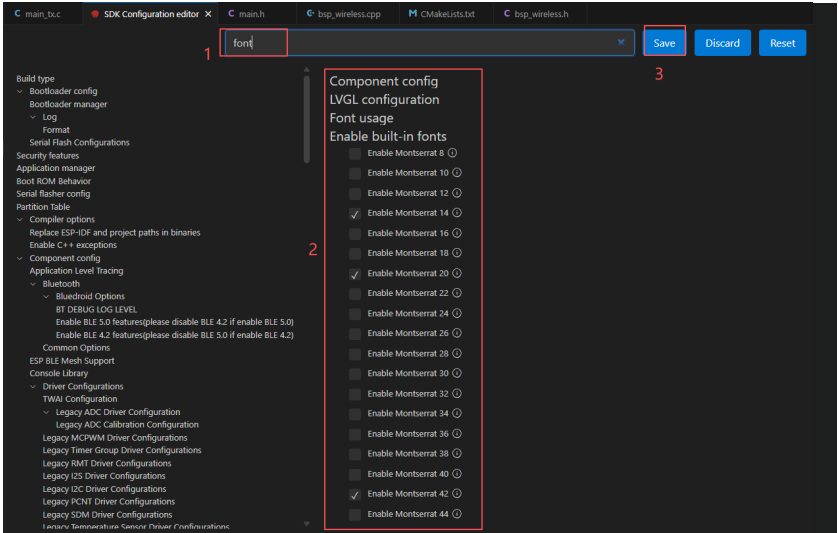 main_tx.c
SDK Configuration editor
main.h
bsp_wireless.cpp
CMakeLists.txt
bsp_wireless.h
1
font
Save
Discard
Reset
3
Build type
Bootloader config
Bootloader manager
Log
Format
Serial Flash Configurations
Security features
Application manager
Boot ROM Behavior
Serial flasher config
Partition Table
Compiler options
Replace ESP-IDF and project paths in binaries
Enable C++ exceptions
Component config
Application Level Tracing
Bluetooth
Bluedroid Options
BT DEBUG LOG LEVEL
Enable BLE 5.0 features(please disable BLE 4.2 if enable BLE 5.0)
Enable BLE 4.2 features(please disable BLE 5.0 if enable BLE 4.2)
Common Options
ESP BLE Mesh Support
Console Library
Driver Configurations
TWAI Configuration
Legacy ADC Driver Configuration
Legacy ADC Calibration Configuration
Legacy MCPWM Driver Configurations
Legacy Timer Group Driver Configurations
Legacy RMT Driver Configurations
Legacy I2S Driver Configurations
Legacy I2C Driver Configurations
Legacy PCNT Driver Configurations
Legacy SDM Driver Configurations
Legacy Temperature Sensor Driver Configurations
2
Component config
LVGL configuration
Font usage
Enable built-in fonts
Enable Montserrat 8
Enable Montserrat 10
Enable Montserrat 12
Enable Montserrat 14
Enable Montserrat 16
Enable Montserrat 18
Enable Montserrat 20
Enable Montserrat 22
Enable Montserrat 24
Enable Montserrat 26
Enable Montserrat 28
Enable Montserrat 30
Enable Montserrat 32
Enable Montserrat 34
Enable Montserrat 36
Enable Montserrat 38
Enable Montserrat 40
Enable Montserrat 42
Enable Montserrat 44